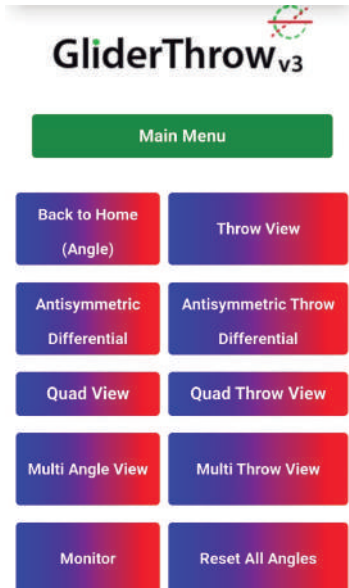 GliderThrow v3
Main Menu
Back to Home
(Angle)
Throw View
Antisymmetric
Differential
Antisymmetric Throw
Differential
Quad View
Quad Throw View
Multi Angle View
Multi Throw View
Monitor
Reset All Angles